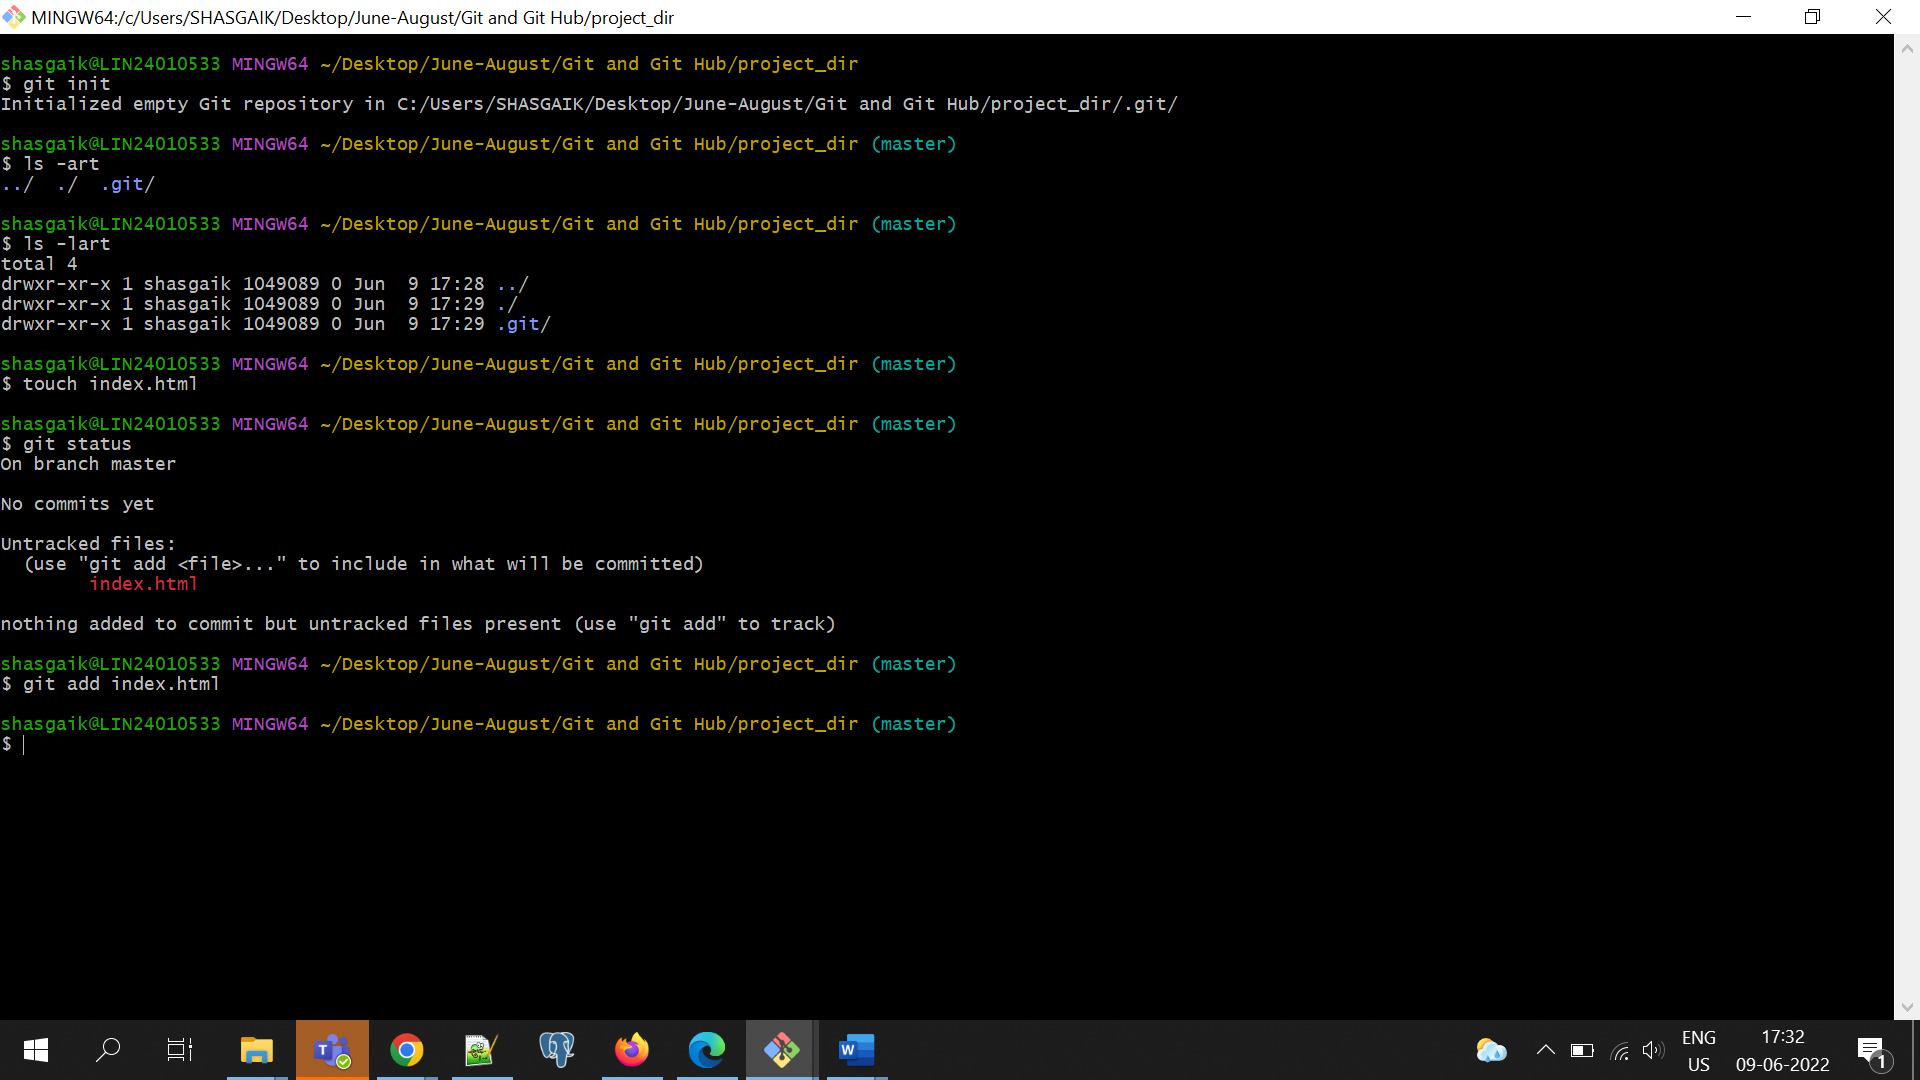 MINGW64:/c/Users/SHASGAIK/Desktop/June-August/Git and Git Hub/project_dir
shasgaik@LIN24010533 MINGW64 ~/Desktop/June-August/Git and Git Hub/project_dir
$ git init
Initialized empty Git repository in C:/Users/SHASGAIK/Desktop/June-August/Git and Git Hub/project_dir/.git/
shasgaik@LIN24010533 MINGW64 ~/Desktop/June-August/Git and Git Hub/project_dir (master)
$ ls -art
../  ./  .git/
shasgaik@LIN24010533 MINGW64 ~/Desktop/June-August/Git and Git Hub/project_dir (master)
$ ls -lart
total 4
drwxr-xr-x 1 shasgaik 1049089 0 Jun  9 17:28 ../
drwxr-xr-x 1 shasgaik 1049089 0 Jun  9 17:29 ./
drwxr-xr-x 1 shasgaik 1049089 0 Jun  9 17:29 .git/
shasgaik@LIN24010533 MINGW64 ~/Desktop/June-August/Git and Git Hub/project_dir (master)
$ touch index.html
shasgaik@LIN24010533 MINGW64 ~/Desktop/June-August/Git and Git Hub/project_dir (master)
$ git status
On branch master
No commits yet
Untracked files:
  (use "git add <file>..." to include in what will be committed)
        index.html
nothing added to commit but untracked files present (use "git add" to track)
shasgaik@LIN24010533 MINGW64 ~/Desktop/June-August/Git and Git Hub/project_dir (master)
$ git add index.html
shasgaik@LIN24010533 MINGW64 ~/Desktop/June-August/Git and Git Hub/project_dir (master)
$
ENG
US
17:32
09-06-2022
1